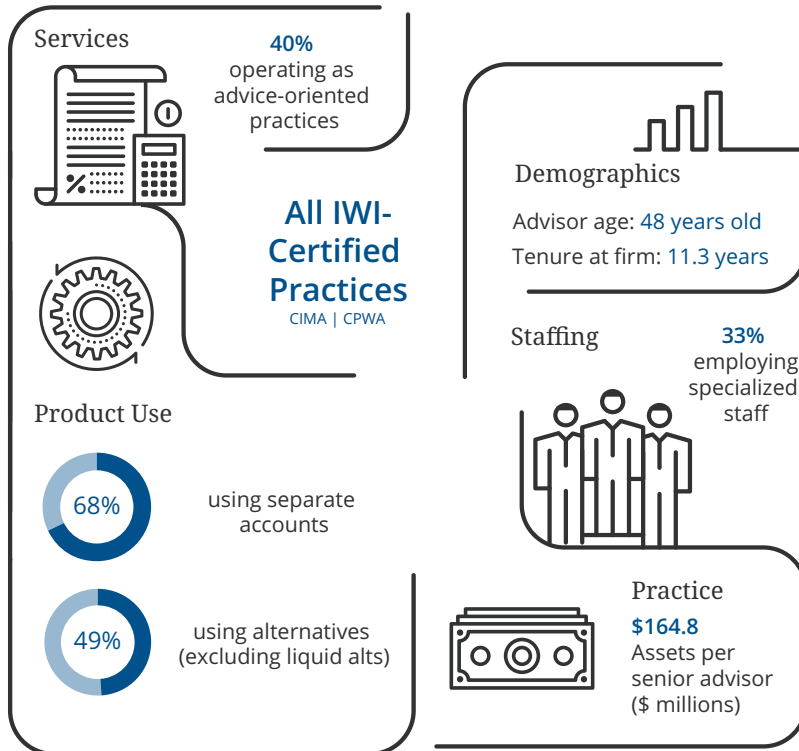 Services
40%
operating as
advice-oriented
practices
All IWI-
Certified
Practices
CIMA | CPWA
Demographics
Advisor age: 48 years old
Tenure at firm: 11.3 years
Staffing
33%
employing
specialized
staff
Product Use
68%
using separate
accounts
49%
using alternatives
(excluding liquid alts)
Practice
$164.8
Assets per
senior advisor
($ millions)